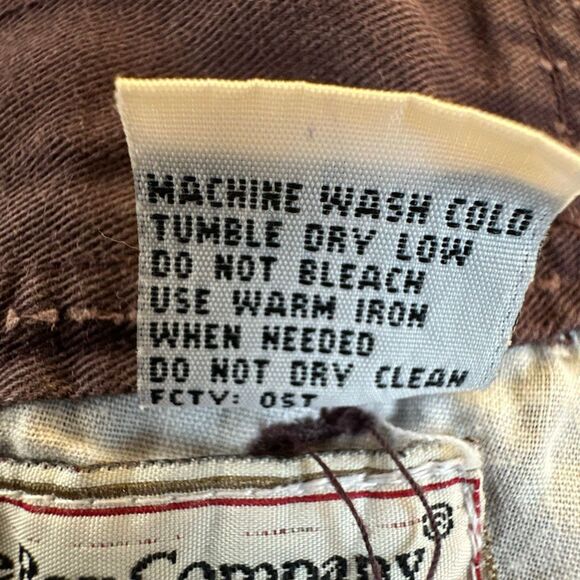 MACHINE WASH COLD
TUMBLE DRY LOW
DO NOT BLEACH
USE WARM IRON
WHEN NEEDED
DO NOT DRY CLEAN
FCTY: OST
Company®